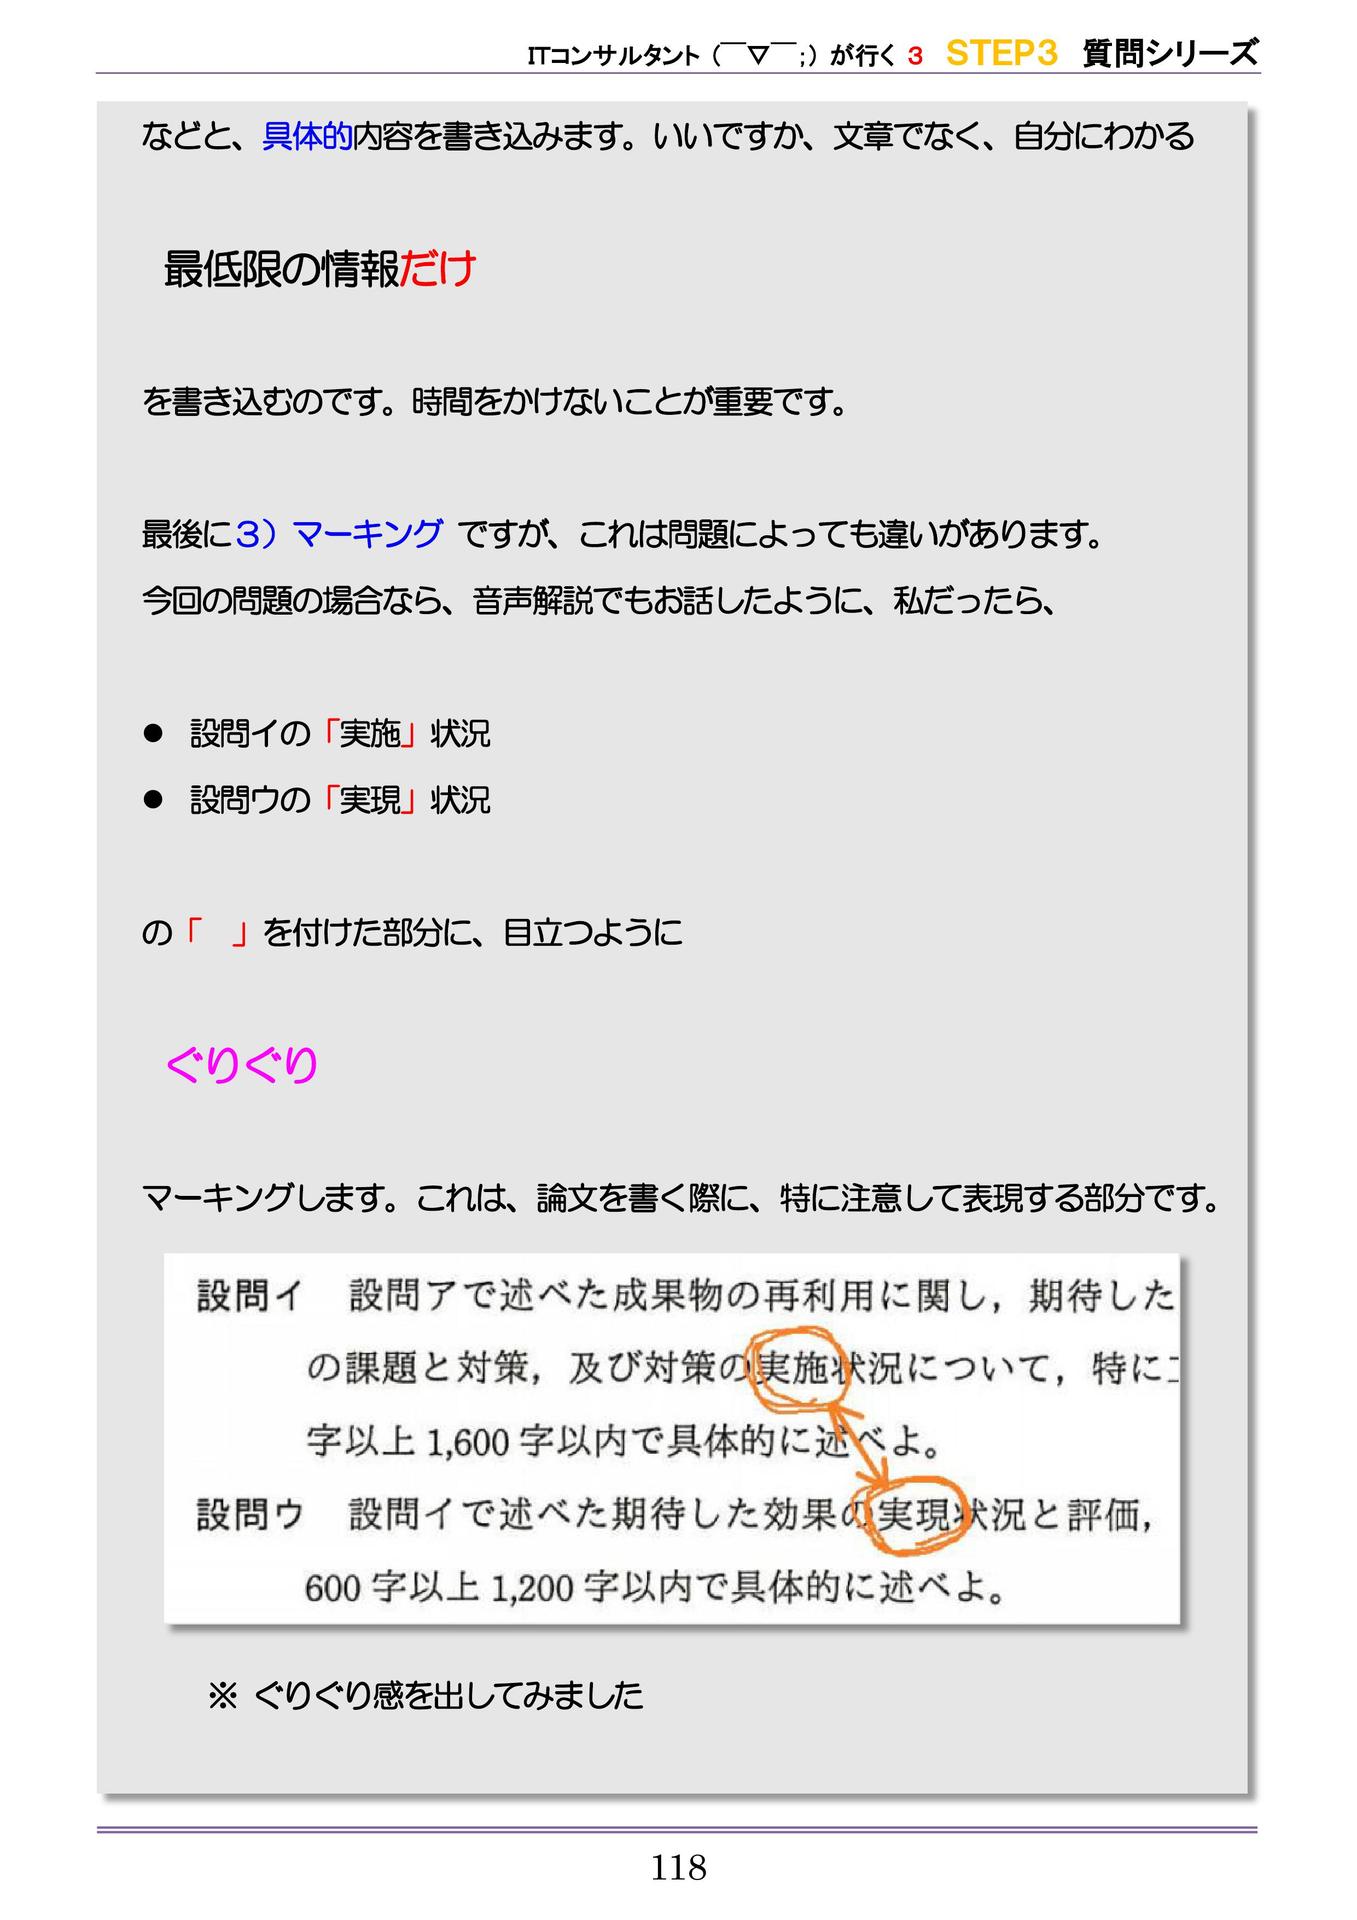 ITコンサルタント（￣▽￣;）が行く 3 STEP3 質問シリーズ
などと、具体的内容を書き込みます。いいですか、文章でなく、自分にわかる
最低限の情報だけ
を書き込むのです。時間をかけないことが重要です。
最後に３）マーキング ですが、これは問題によっても違いがあります。
今回の問題の場合なら、音声解説でもお話したように、私だったら、
● 設問イの「実施」状況
● 設問ウの「実現」状況
の「　」を付けた部分に、目立つように
ぐりぐり
マーキングします。これは、論文を書く際に、特に注意して表現する部分です。
設問イ　設問アで述べた成果物の再利用に関し，期待した
の課題と対策，及び対策の実施状況について，特に
字以上 1,600 字以内で具体的に述べよ。
設問ウ　設問イで述べた期待した効果の実現状況と評価，
600 字以上 1,200 字以内で具体的に述べよ。
※ ぐりぐり感を出してみました
118